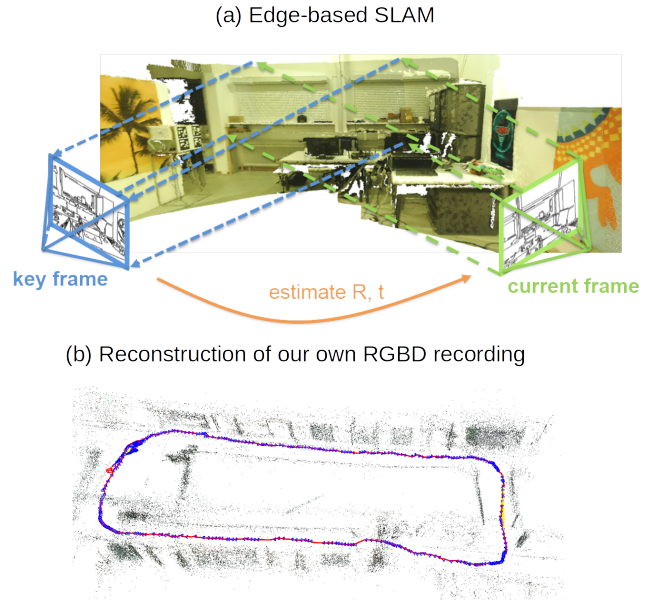 (a) Edge-based SLAM
key frame
estimate R, t
current frame
(b) Reconstruction of our own RGBD recording